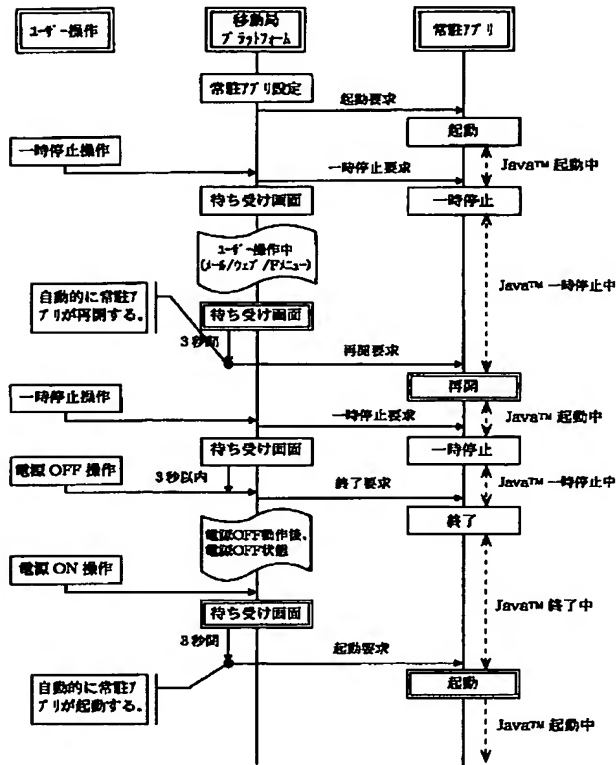 ユーザー操作
移動局
プラットフォーム
常駐アプリ
常駐アプリ設定
起動要求
起動
一時停止操作
Java™ 起動中
一時停止要求
待ち受け画面
一時停止
ユーザー操作中
(メール/ウェブ/Fメニュー)
Java™ 一時停止中
自動的に常駐ア
プリが再開する。
待ち受け画面
3秒間
再開要求
再開
一時停止操作
一時停止要求
Java™ 起動中
待ち受け画面
一時停止
電源 OFF 操作
3秒以内
終了要求
Java™ 一時停止中
終了
電源OFF動作後、
電源OFF状態
電源 ON 操作
待ち受け画面
Java™ 終了中
3秒間
起動要求
自動的に常駐ア
プリが起動する。
起動
Java™ 起動中